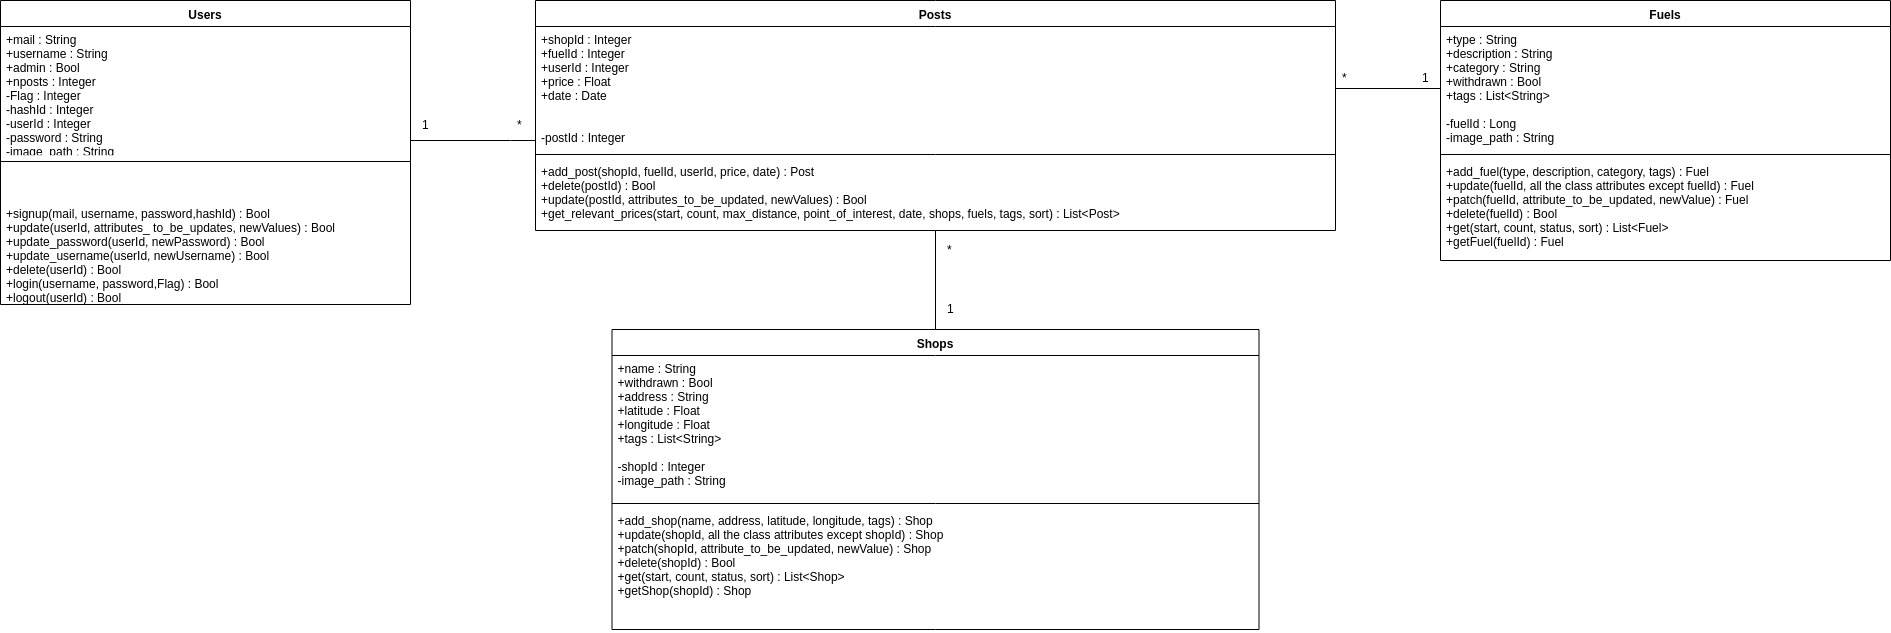 Users
+mail : String
+username : String
+admin : Bool
+nposts : Integer
-Flag : Integer
-hashId : Integer
-userId : Integer
-password : String
-image_path : String
+signup(mail, username, password,hashId) : Bool
+update(userId, attributes_ to_be_updates, newValues) : Bool
+update_password(userId, newPassword) : Bool
+update_username(userId, newUsername) : Bool
+delete(userId) : Bool
+login(username, password,Flag) : Bool
+logout(userId) : Bool
1
*
Posts
+shopId : Integer
+fuelId : Integer
+userId : Integer
+price : Float
+date : Date
-postId : Integer
+add_post(shopId, fuelId, userId, price, date) : Post
+delete(postId) : Bool
+update(postId, attributes_to_be_updated, newValues) : Bool
+get_relevant_prices(start, count, max_distance, point_of_interest, date, shops, fuels, tags, sort) : List<Post>
*
1
Fuels
+type : String
+description : String
+category : String
+withdrawn : Bool
+tags : List<String>
-fuelId : Long
-image_path : String
+add_fuel(type, description, category, tags) : Fuel
+update(fuelId, all the class attributes except fuelId) : Fuel
+patch(fuelId, attribute_to_be_updated, newValue) : Fuel
+delete(fuelId) : Bool
+get(start, count, status, sort) : List<Fuel>
+getFuel(fuelId) : Fuel
*
1
Shops
+name : String
+withdrawn : Bool
+address : String
+latitude : Float
+longitude : Float
+tags : List<String>
-shopId : Integer
-image_path : String
+add_shop(name, address, latitude, longitude, tags) : Shop
+update(shopId, all the class attributes except shopId) : Shop
+patch(shopId, attribute_to_be_updated, newValue) : Shop
+delete(shopId) : Bool
+get(start, count, status, sort) : List<Shop>
+getShop(shopId) : Shop